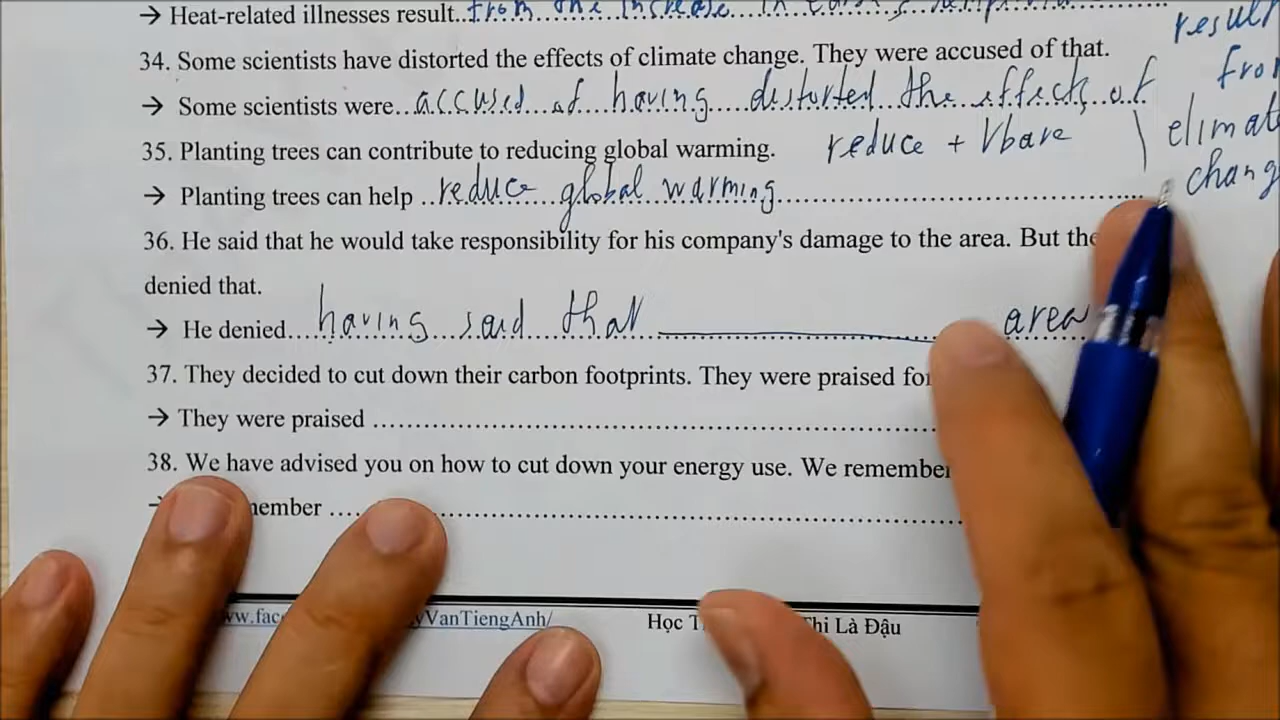 → Heat-related illnesses result..from the increase in
result
34. Some scientists have distorted the effects of climate change. They were accused of that.
from
→ Some scientists were...accused of having distorted the effects of
climate
change
35. Planting trees can contribute to reducing global warming. reduce + Vbare
→ Planting trees can help ..reduce global warming
36. He said that he would take responsibility for his company's damage to the area. But
denied that.
→ He denied...having said that area
37. They decided to cut down their carbon footprints. They were praised
→ They were praised
38. We have advised you on how to cut down your energy use. We remember
VanTiengAnh/ Học Thi Là Đậu